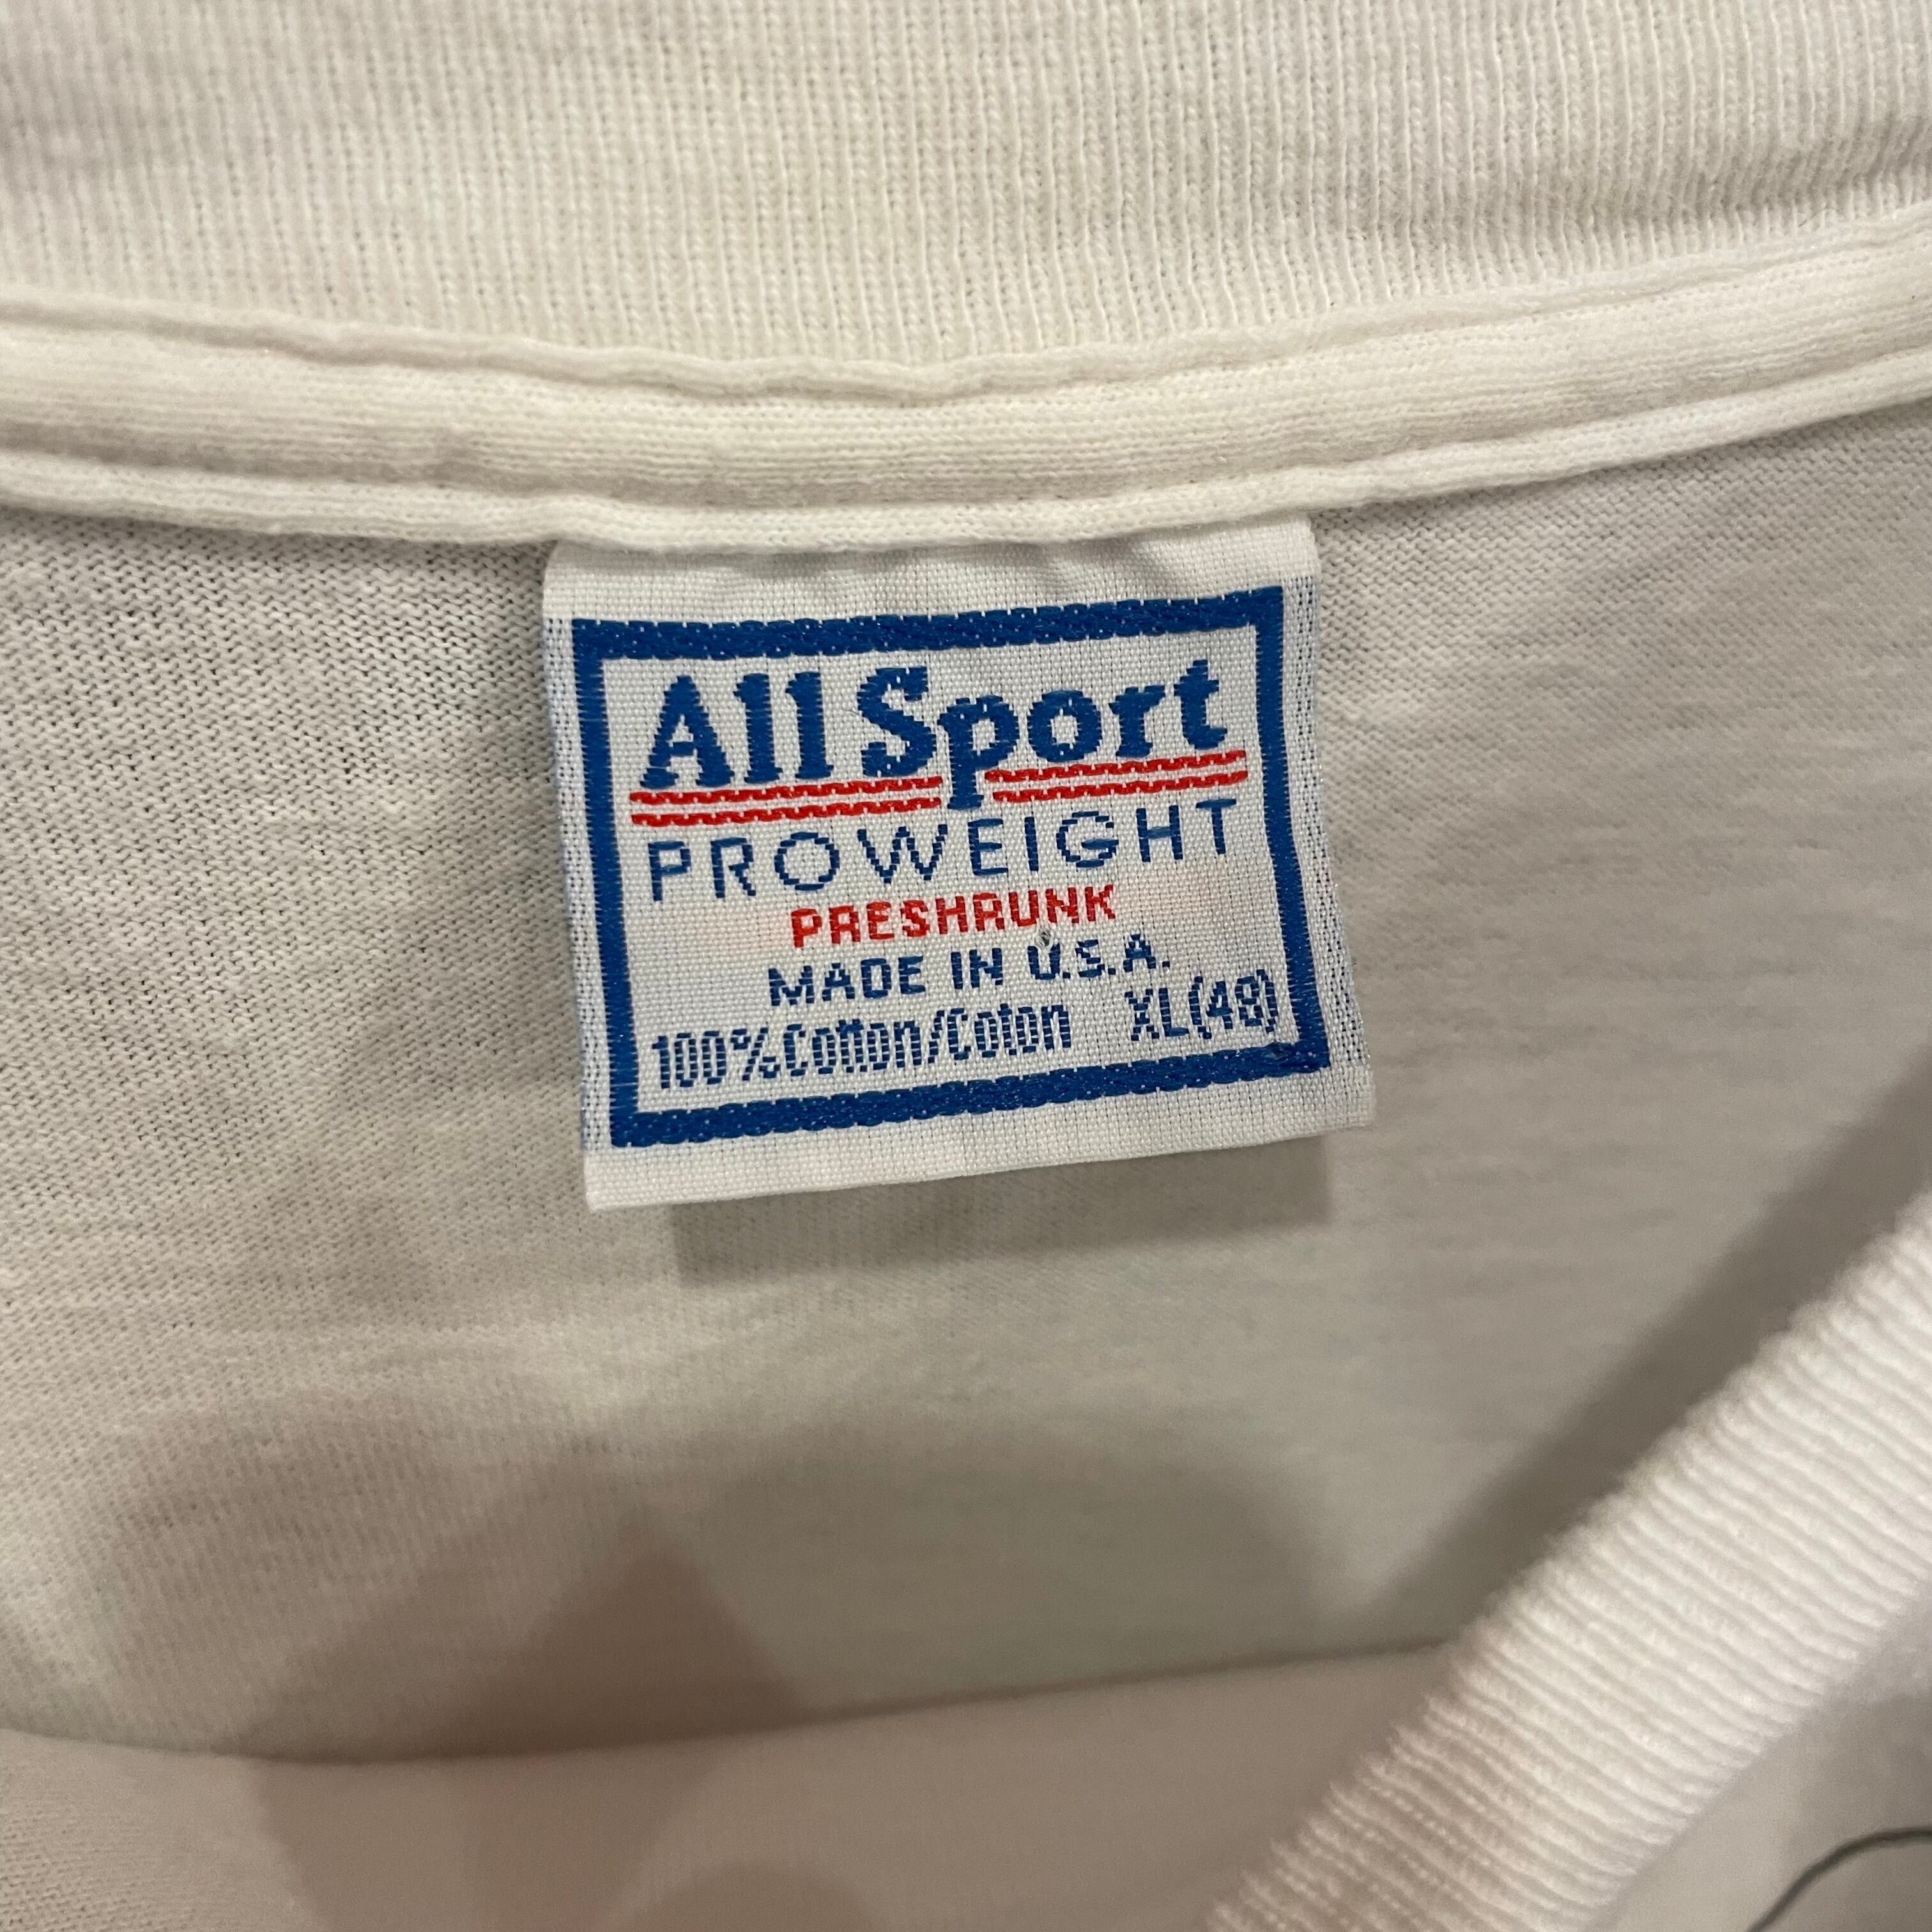 All Sport
PROWEIGHT
PRESHRUNK
MADE IN U.S.A.
100% Cotton/Coton XL(48)